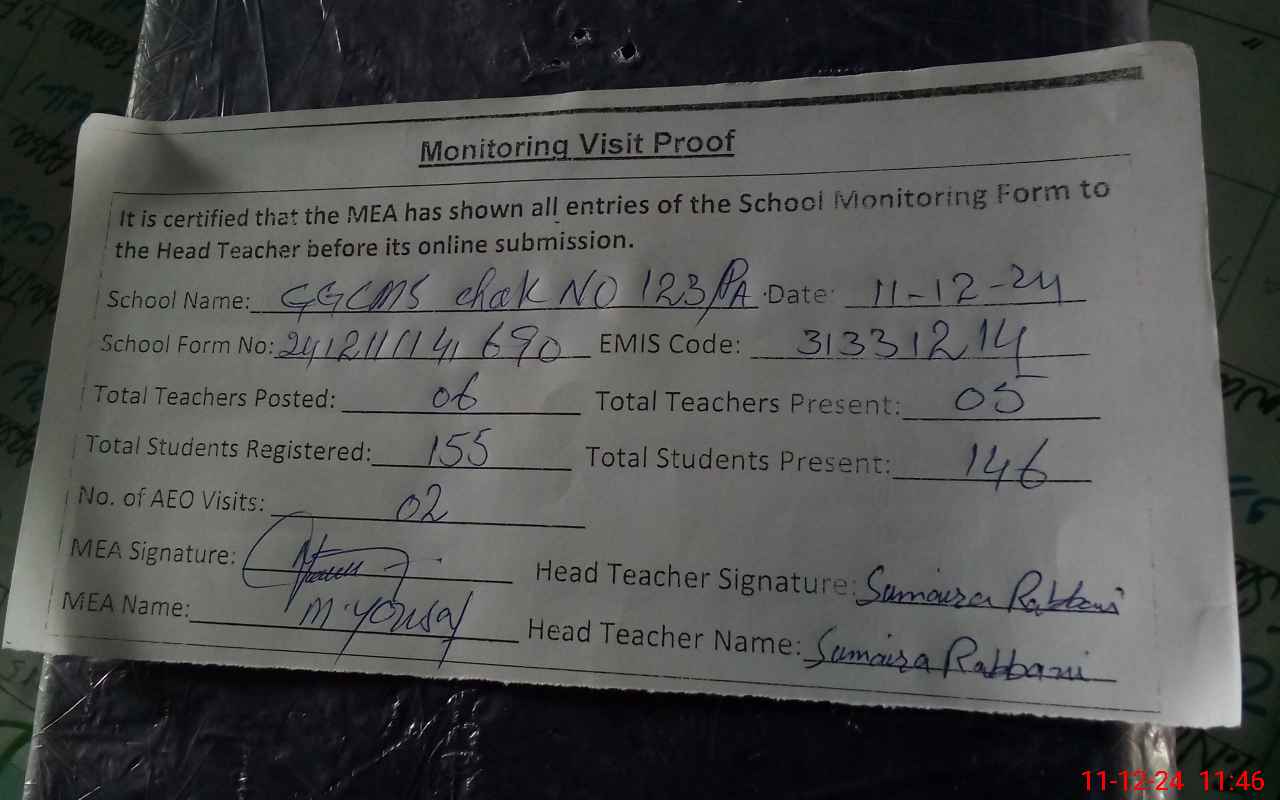 Monitoring Visit Proof
It is certified that the MEA has shown all entries of the School Monitoring Form to
the Head Teacher before its online submission.
School Name: GGCMS chak NO 123/PA Date: 11-12-24
School Form No: 241211114690 EMIS Code: 31331214
Total Teachers Posted: 06 Total Teachers Present: 05
Total Students Registered: 155 Total Students Present: 146
No. of AEO Visits: 02
MEA Signature: Head Teacher Signature: Sumaira Rabbani
MEA Name: M. Yousaf Head Teacher Name: Sumaira Rabbani
11-12-24 11:46